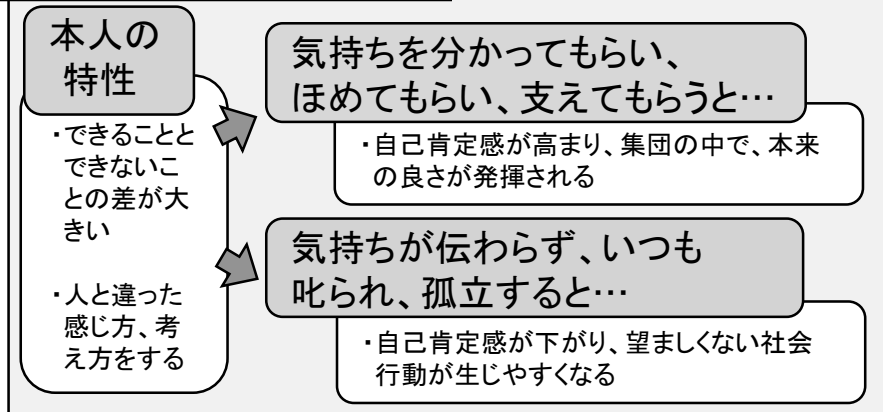 本人の
特性
・できることと
できないこ
との差が大
きい
・人と違った
感じ方、考
え方をする
気持ちを分かってもらい、
ほめてもらい、支えてもらうと…
・自己肯定感が高まり、集団の中で、本来
の良さが発揮される
気持ちが伝わらず、いつも
叱られ、孤立すると…
・自己肯定感が下がり、望ましくない社会
行動が生じやすくなる